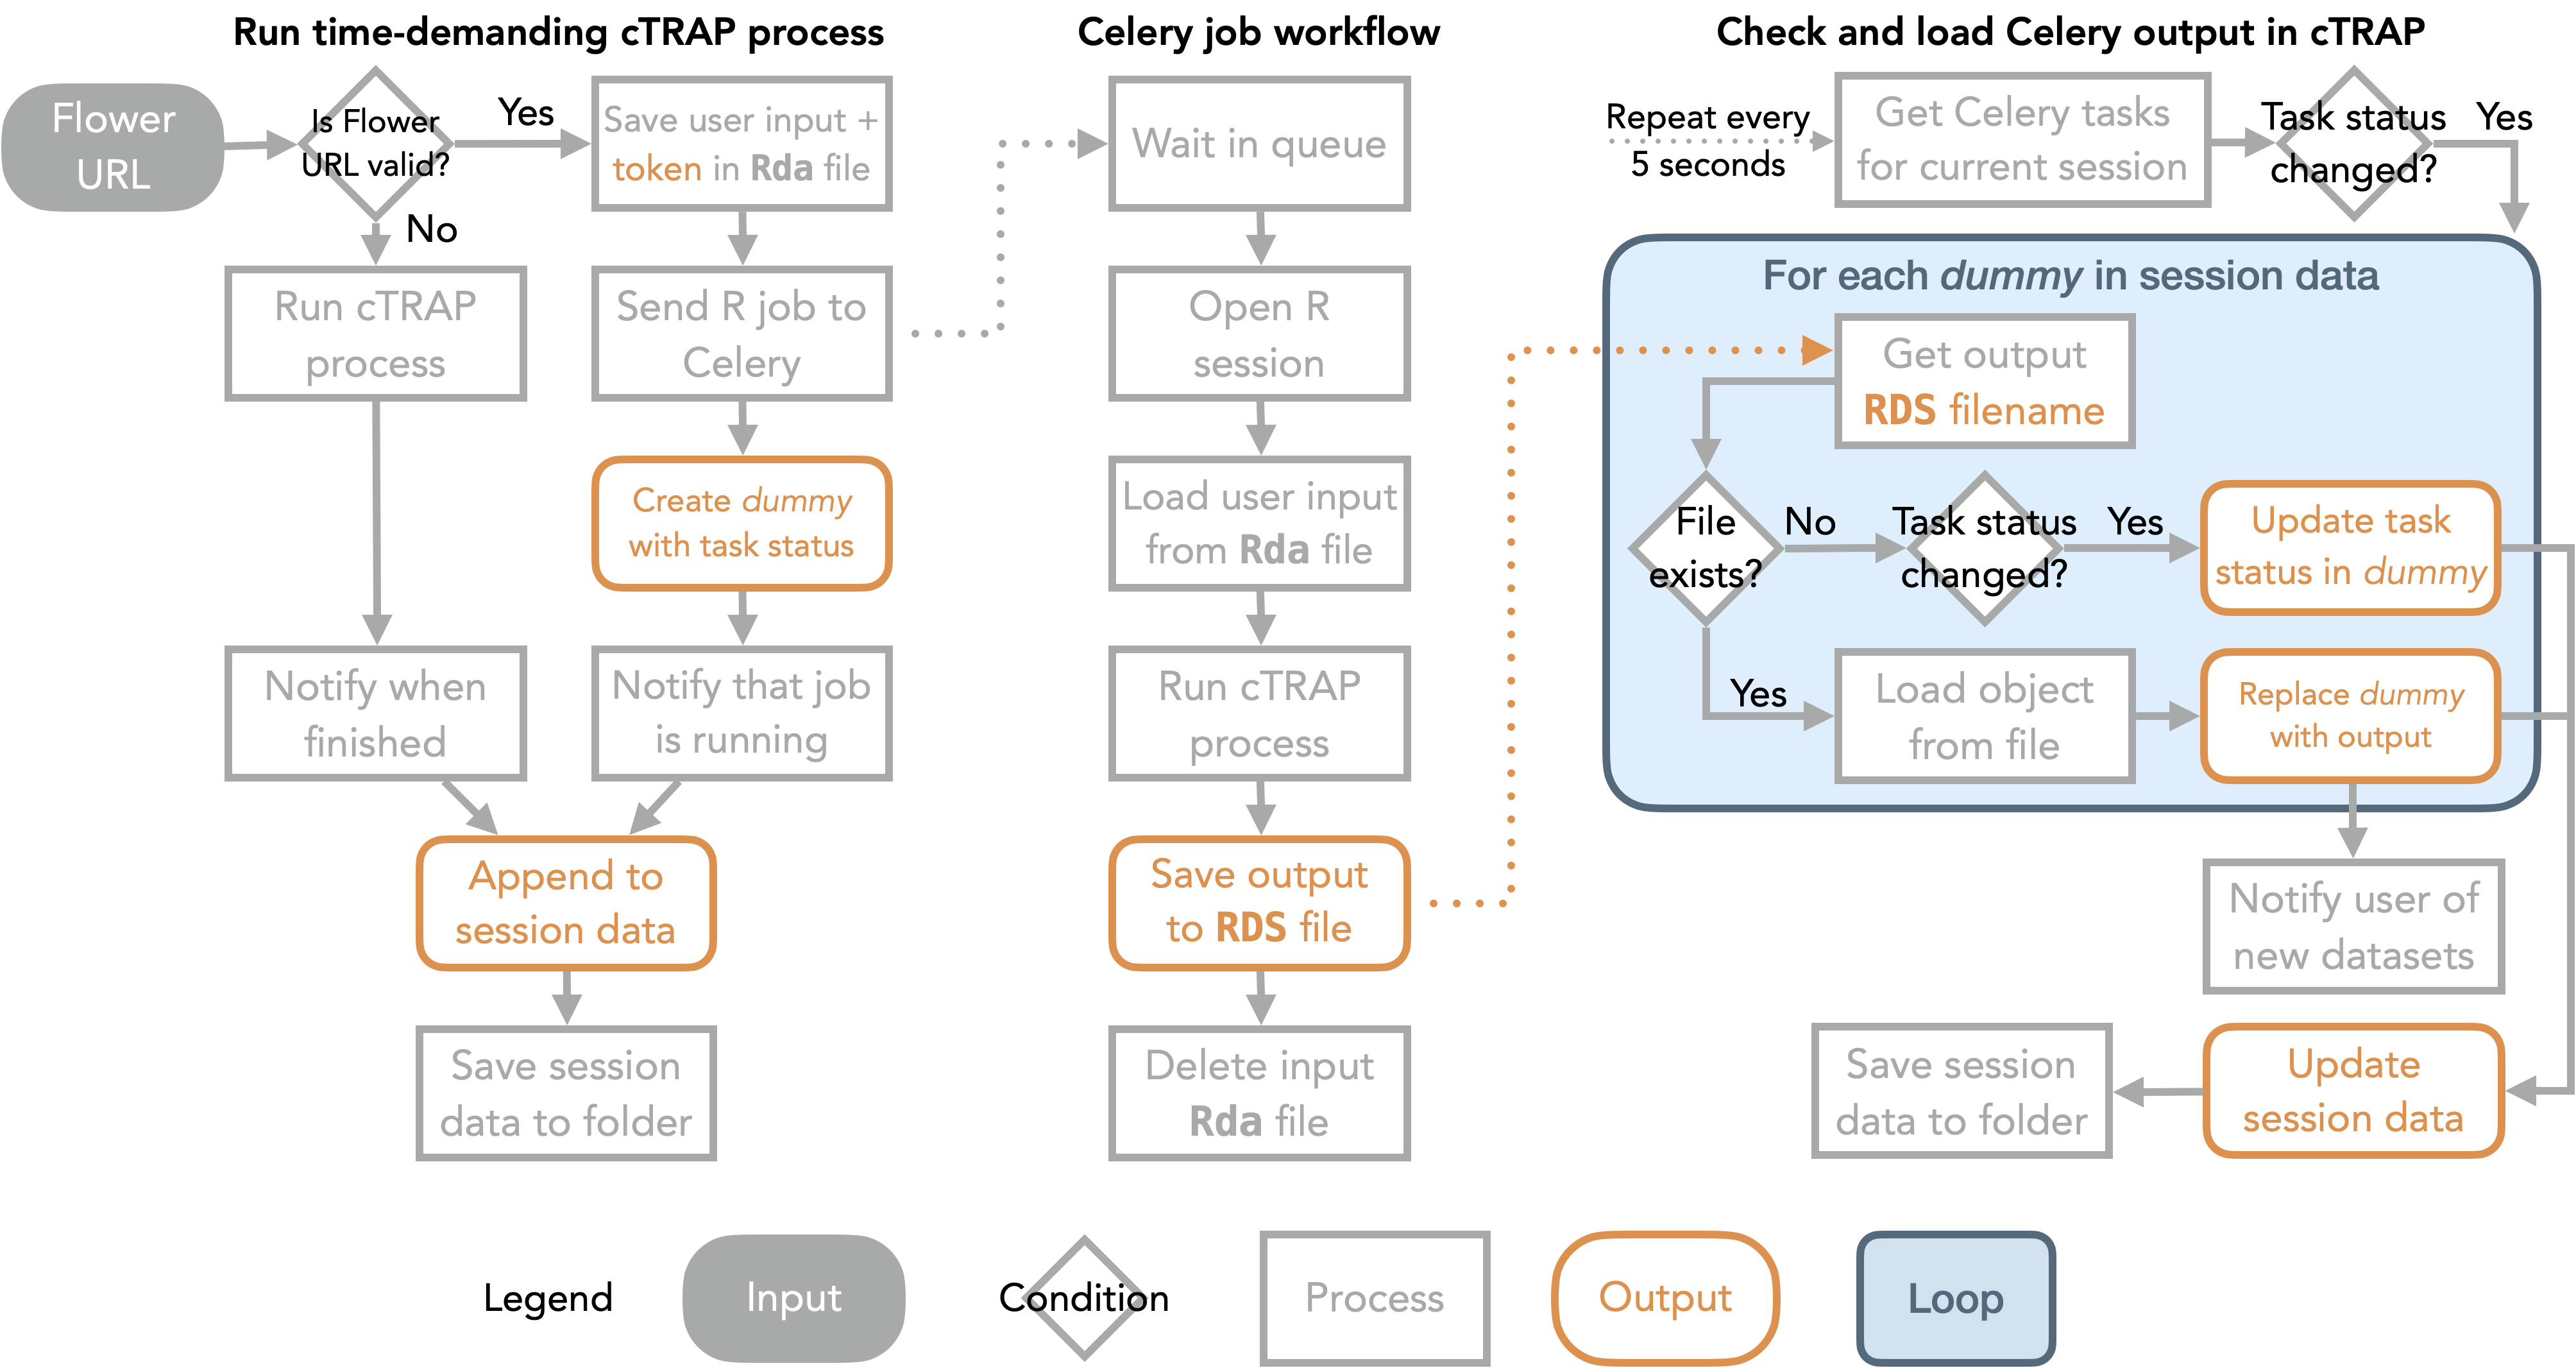 Run time-demanding cTRAP process
Flower
URL
Is Flower
URL valid?
Yes
No
Save user input +
token in Rda file
Run cTRAP
process
Send R job to
Celery
Create dummy
with task status
Notify when
finished
Notify that job
is running
Append to
session data
Save session
data to folder
Celery job workflow
Wait in queue
Open R
session
Load user input
from Rda file
Run cTRAP
process
Save output
to RDS file
Delete input
Rda file
Check and load Celery output in cTRAP
Repeat every
5 seconds
Get Celery tasks
for current session
Task status
changed?
Yes
For each dummy in session data
Get output
RDS filename
File
exists?
No
Task status
changed?
Yes
Update task
status in dummy
Yes
Load object
from file
Replace dummy
with output
Notify user of
new datasets
Save session
data to folder
Update
session data
Legend
Input
Condition
Process
Output
Loop